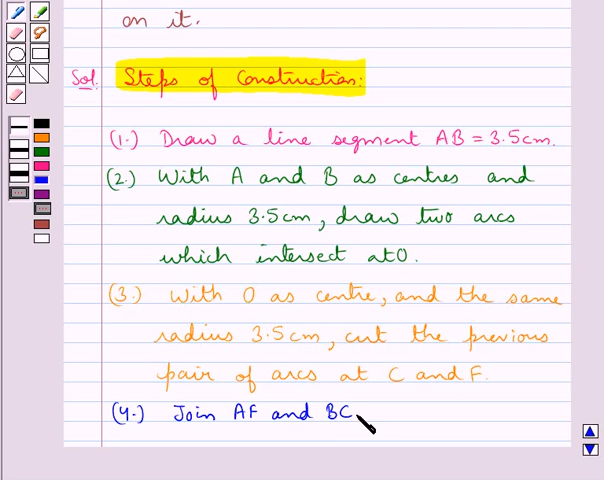 on it.
Sol. Steps of Construction:
(1.) Draw a line segment AB = 3.5cm.
(2.) With A and B as centres and
radius 3.5cm, draw two arcs
which intersect at O.
(3.) With O as centre, and the same
radius 3.5cm, cut the previous
pair of arcs at C and F.
(4.) Join AF and BC